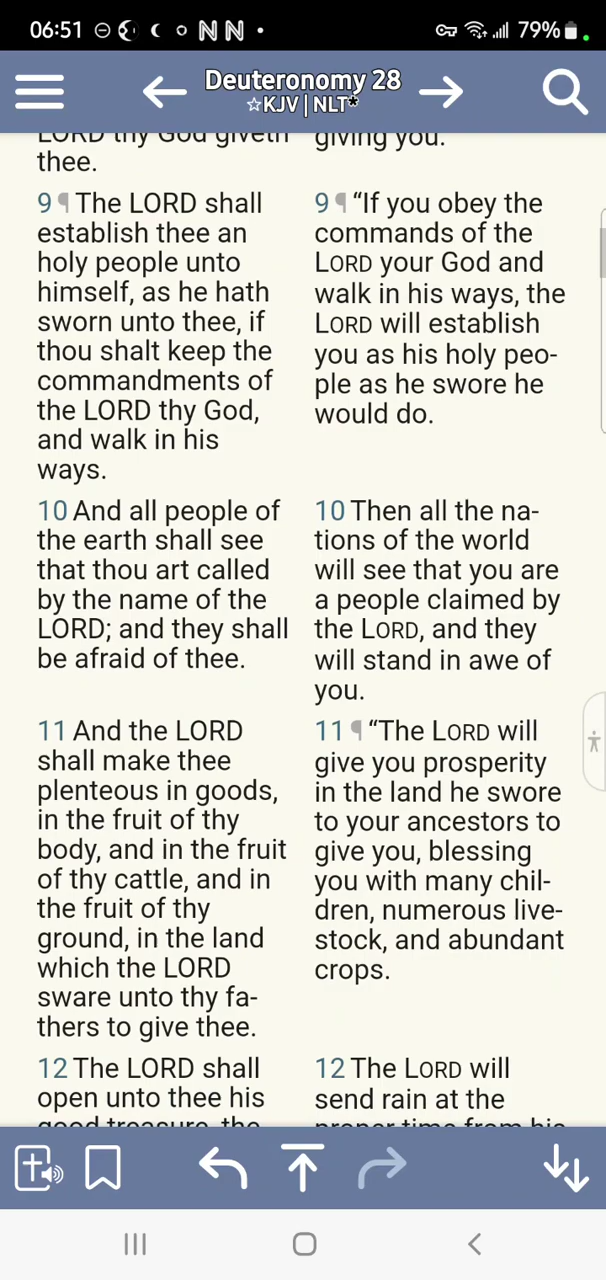 06:51
79%
Deuteronomy 28
☆KJV | NLT*
LORD thy God giveth
thee.
9 ¶ The LORD shall
establish thee an
holy people unto
himself, as he hath
sworn unto thee, if
thou shalt keep the
commandments of
the LORD thy God,
and walk in his
ways.
10 And all people of
the earth shall see
that thou art called
by the name of the
LORD; and they shall
be afraid of thee.
11 And the LORD
shall make thee
plenteous in goods,
in the fruit of thy
body, and in the fruit
of thy cattle, and in
the fruit of thy
ground, in the land
which the LORD
sware unto thy fa-
thers to give thee.
12 The LORD shall
open unto thee his
good treasure, the
giving you.
9 ¶ “If you obey the
commands of the
LORD your God and
walk in his ways, the
LORD will establish
you as his holy peo-
ple as he swore he
would do.
10 Then all the na-
tions of the world
will see that you are
a people claimed by
the LORD, and they
will stand in awe of
you.
11 ¶ “The LORD will
give you prosperity
in the land he swore
to your ancestors to
give you, blessing
you with many chil-
dren, numerous live-
stock, and abundant
crops.
12 The LORD will
send rain at the
proper time from his